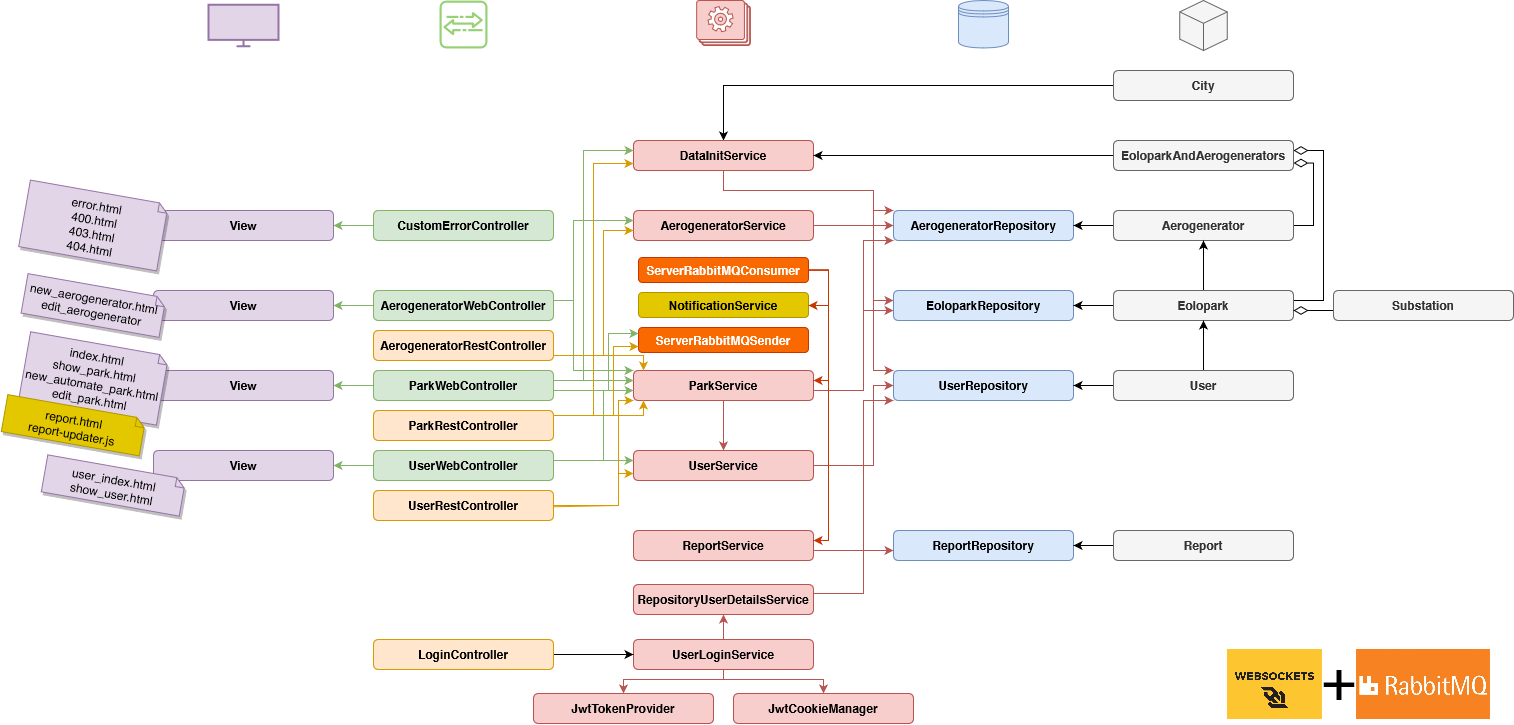 City
DataInitService
EoloparkAndAerogenerators
error.html
400.html
403.html
404.html
View
CustomErrorController
AerogeneratorService
AerogeneratorRepository
Aerogenerator
ServerRabbitMQConsumer
new_aerogenerator.html
edit_aerogenerator
View
AerogeneratorWebController
NotificationService
EoloparkRepository
Eolopark
Substation
AerogeneratorRestController
ServerRabbitMQSender
index.html
show_park.html
new_automate_park.html
edit_park.html
View
ParkWebController
ParkService
UserRepository
User
report.html
report-updater.js
ParkRestController
View
UserWebController
UserService
user_index.html
show_user.html
UserRestController
ReportService
ReportRepository
Report
RepositoryUserDetailsService
LoginController
UserLoginService
JwtTokenProvider
JwtCookieManager
WEBSOCKETS
+
RabbitMQ